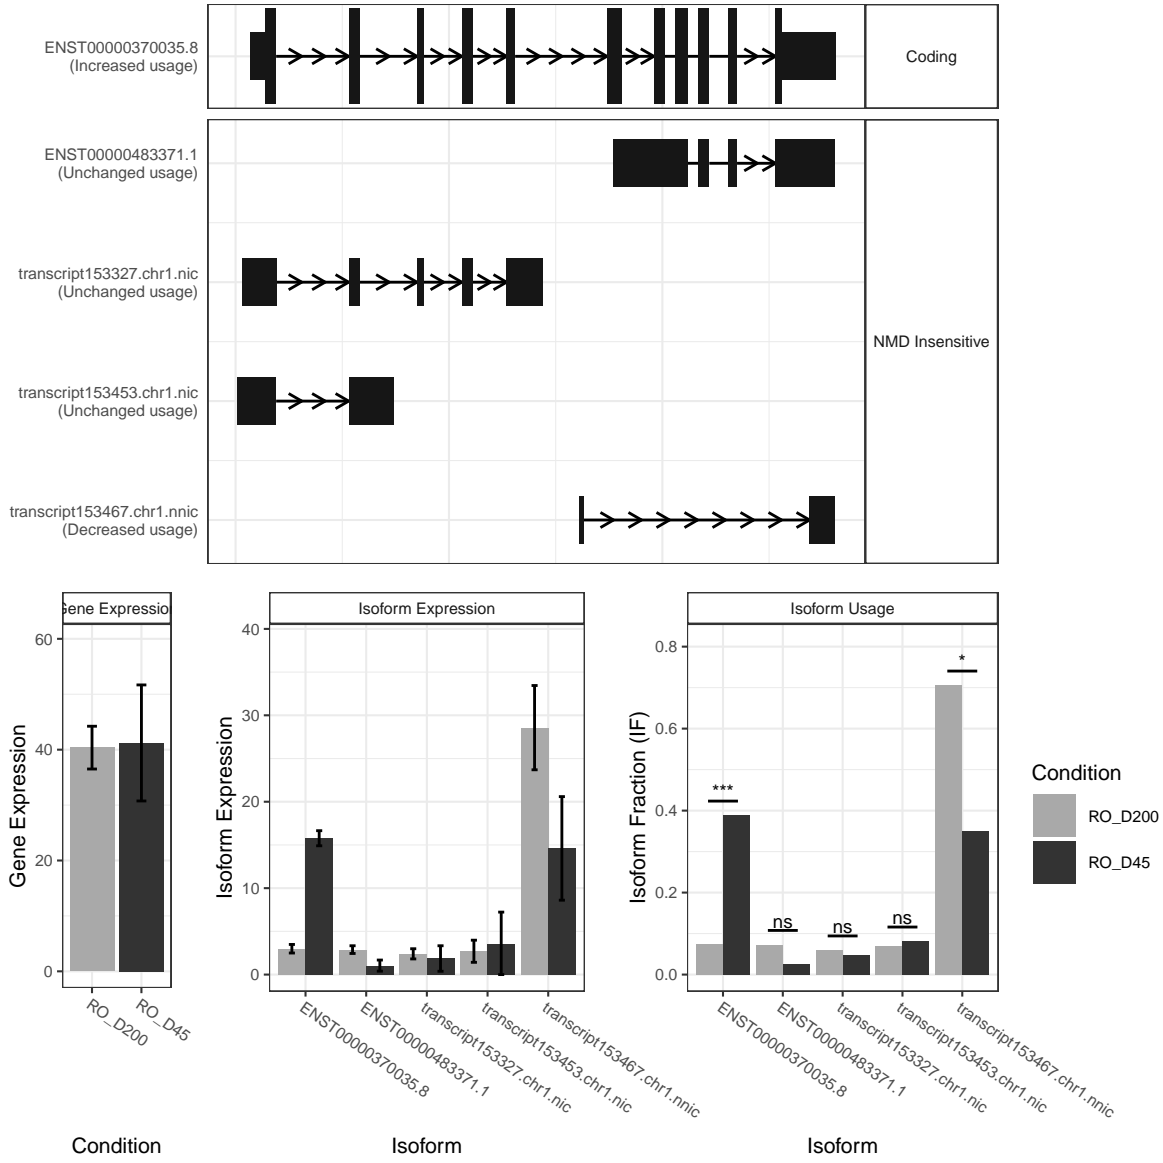 ENST00000370035.8
(Increased usage)
Coding
ENST00000483371.1
(Unchanged usage)
transcript153327.chr1.nic
(Unchanged usage)
NMD Insensitive
transcript153453.chr1.nic
(Unchanged usage)
transcript153467.chr1.nnic
(Decreased usage)
Gene Expression
Isoform Expression
Isoform Usage
Gene Expression
60
40
20
0
RO_D200
RO_D45
Condition
Isoform Expression
40
30
20
10
0
ENST00000370035.8
ENST00000483371.1
transcript153327.chr1.nic
transcript153453.chr1.nic
transcript153467.chr1.nnic
Isoform
Isoform Fraction (IF)
0.8
0.6
0.4
0.2
0.0
***
ns
ns
ns
*
ENST00000370035.8
ENST00000483371.1
transcript153327.chr1.nic
transcript153453.chr1.nic
transcript153467.chr1.nnic
Isoform
Condition
RO_D200
RO_D45